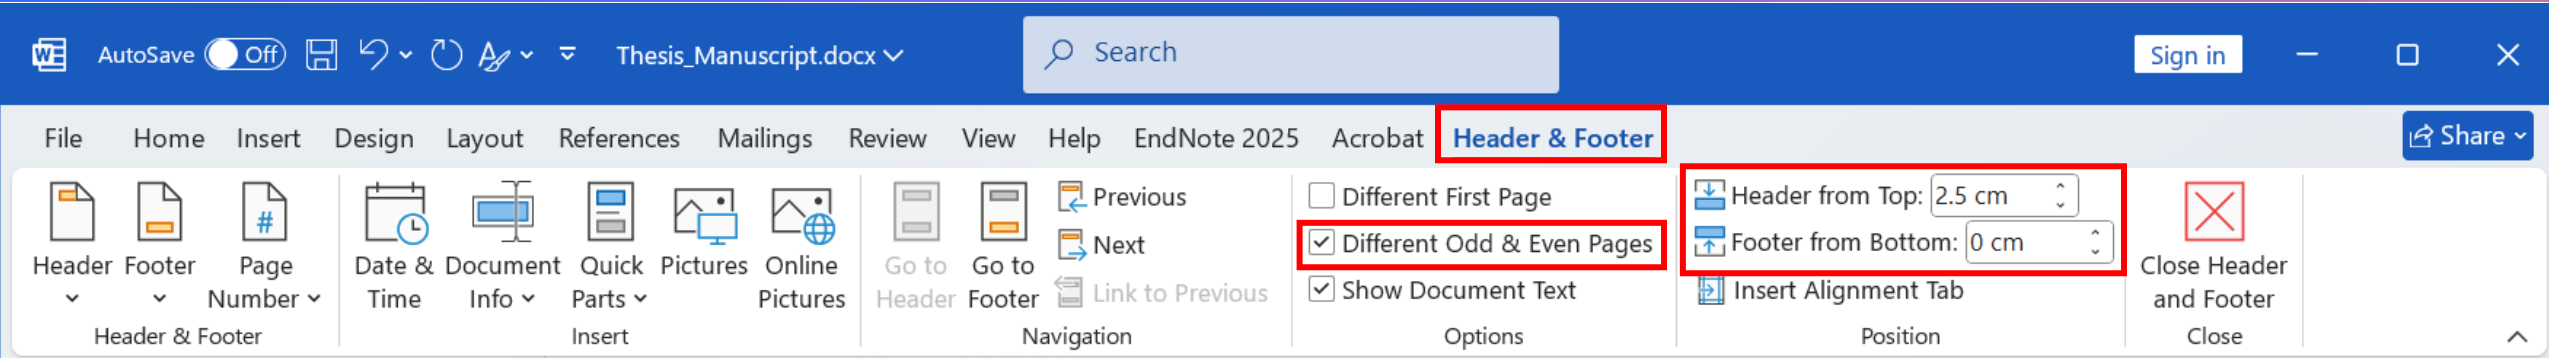 AutoSave Off Thesis_Manuscript.docx Search Sign in
File Home Insert Design Layout References Mailings Review View Help EndNote 2025 Acrobat Header & Footer Share
Header
Footer
Page
Number
Header & Footer
Date &
Time
Document
Info
Quick
Parts
Pictures
Online
Pictures
Insert
Go to
Header
Go to
Footer
Previous
Next
Link to Previous
Navigation
Different First Page
Different Odd & Even Pages
Show Document Text
Options
Header from Top: 2.5 cm
Footer from Bottom: 0 cm
Insert Alignment Tab
Position
Close Header
and Footer
Close